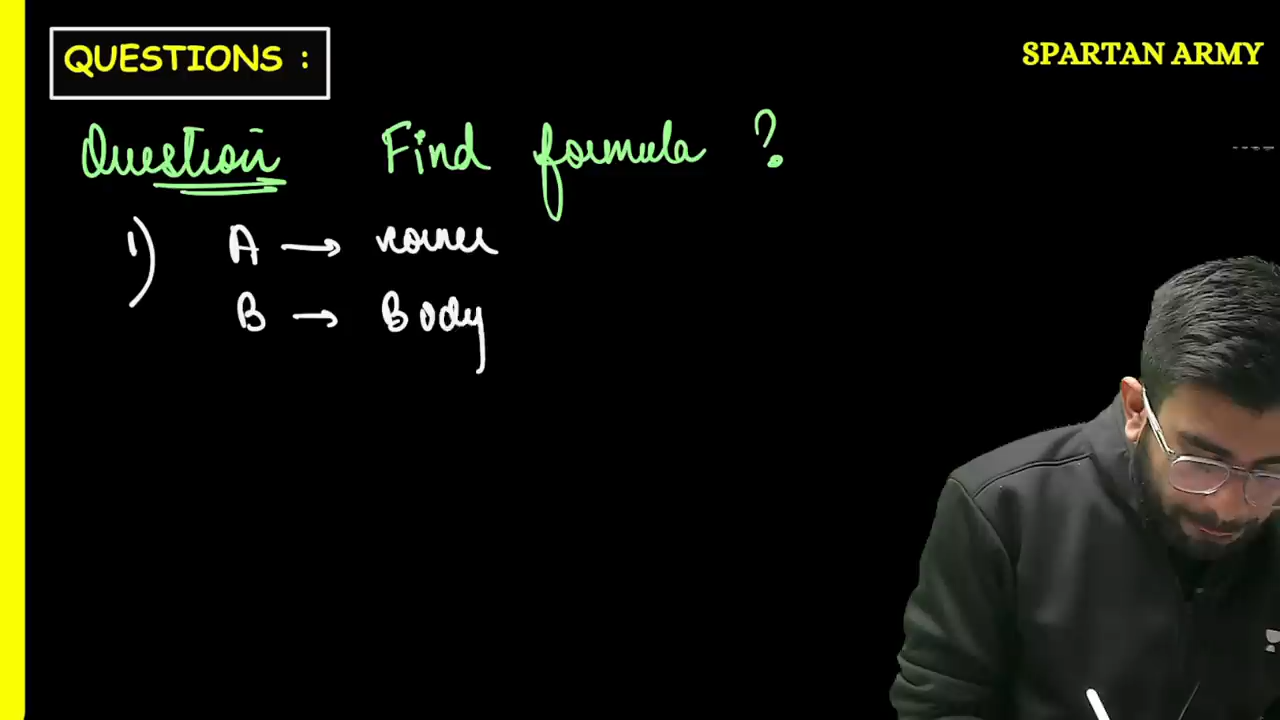 QUESTIONS :
SPARTAN ARMY
Question Find formula ?
1) A → corner
B → Body